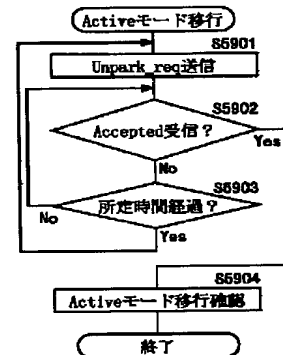 Activeモード移行
S5901
Unpark_req送信
S5902
Accepted受信？
Yes
No
S5903
所定時間経過？
No
Yes
S5904
Activeモード移行確認
終了